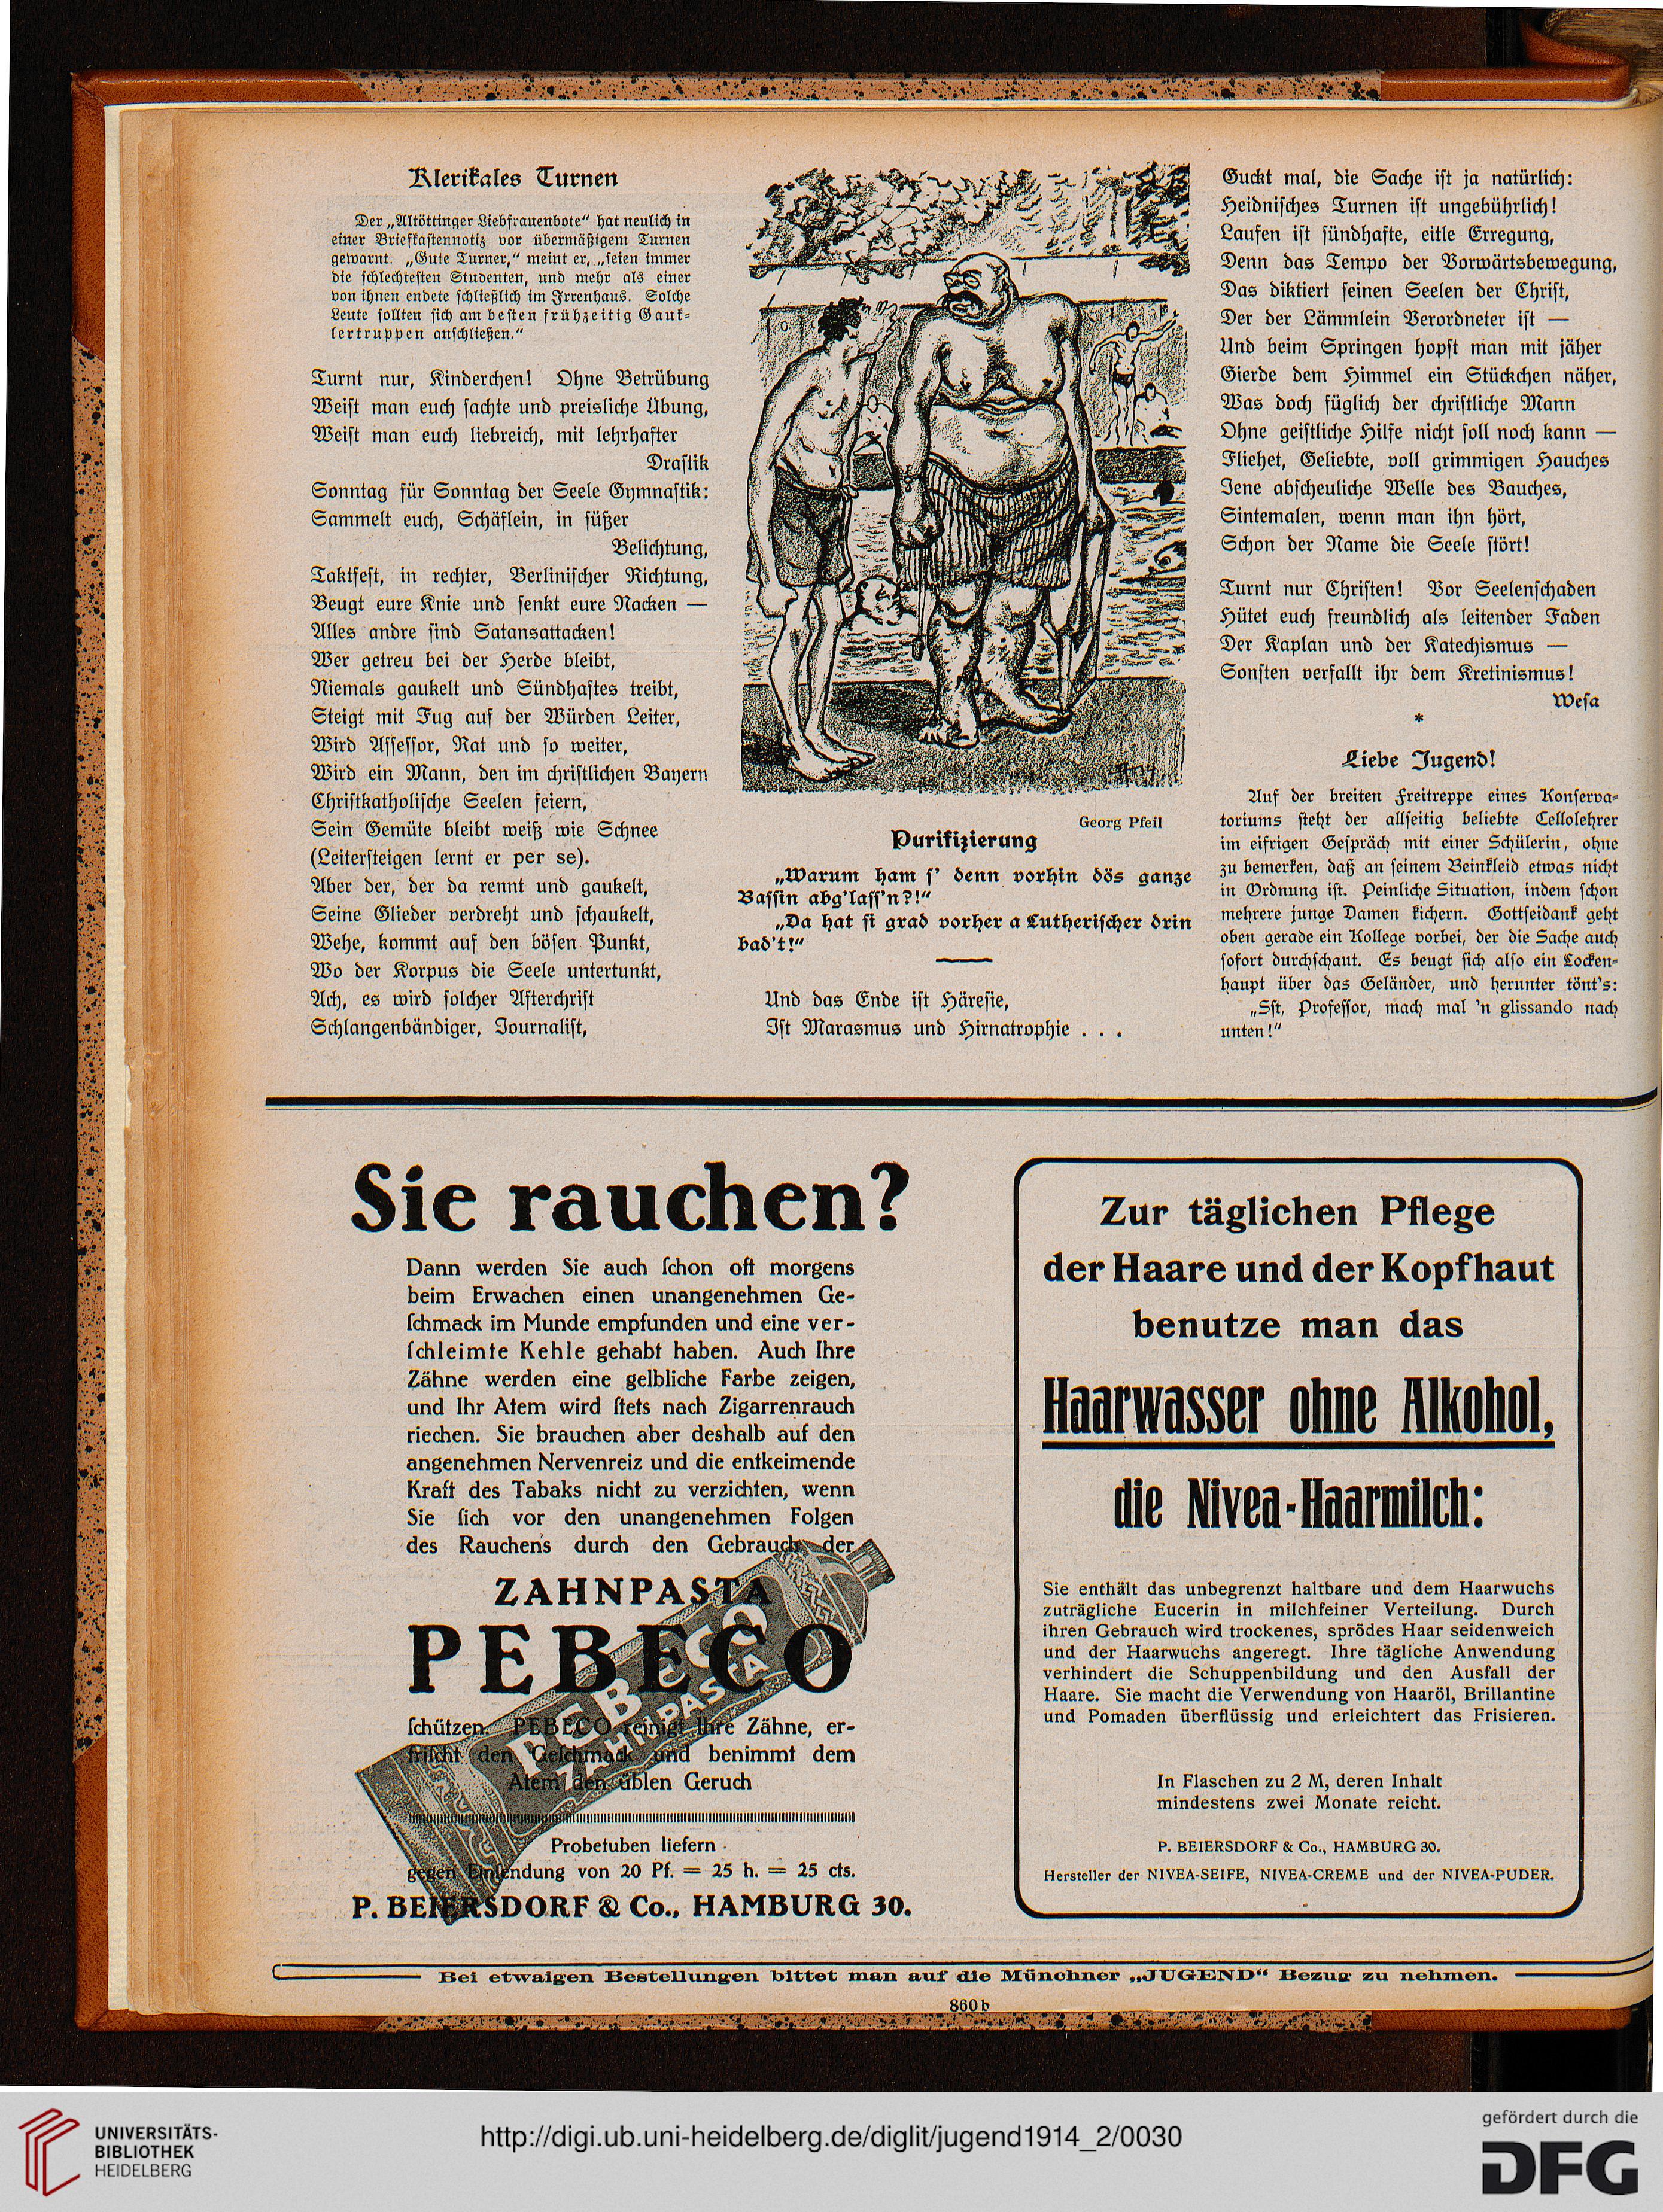 Klerikales Turnen
Der „Altöttinger Liebfrauenbote“ hat neulich in
einer Briefkastennotiz vor übermäßigem Turnen
gewarnt. „Gute Turner,“ meint er, „seien immer
die schlechtesten Studenten, und mehr als einer
von ihnen endete schließlich im Irrenhaus. Solche
Leute sollten sich am besten frühzeitig Gauk-
lertruppen anschließen.“
Turnt nur, Kinderchen! Ohne Betrübung
Weist man euch sachte und preisliche Übung,
Weist man euch liebreich, mit lehrhafter
Drastik
Sonntag für Sonntag der Seele Gymnastik:
Sammelt euch, Schäflein, in süßer
Belichtung,
Taktfest, in rechter, Berlinischer Richtung,
Beugt eure Knie und senkt eure Nacken —
Alles andre sind Satansattacken!
Wer getreu bei der Herde bleibt,
Niemals gaukelt und Sündhaftes treibt,
Steigt mit Fug auf der Würden Leiter,
Wird Assessor, Rat und so weiter,
Wird ein Mann, den im christlichen Bayern
Christkatholische Seelen feiern,
Sein Gemüte bleibt weiß wie Schnee
(Leitersteigen lernt er per se).
Aber der, der da rennt und gaukelt,
Seine Glieder verdreht und schaukelt,
Wehe, kommt auf den bösen Punkt,
Wo der Korpus die Seele untertunkt,
Ach, es wird solcher Afterchrist
Schlangenbändiger, Journalist,
Georg Pfeil
Purifizierung
„Warum ham s' denn vorhin dös ganze
Bassin abg'lass'n?!“
„Da hat si grad vorher a Lutherischer drin
bad't!“
Und das Ende ist Häresie,
Ist Marasmus und Hirnatrophie . . .
Guckt mal, die Sache ist ja natürlich:
Heidnisches Turnen ist ungebührlich!
Laufen ist sündhafte, eitle Erregung,
Denn das Tempo der Vorwärtsbewegung,
Das diktiert seinen Seelen der Christ,
Der der Lämmlein Verordneter ist —
Und beim Springen hopst man mit jäher
Gierde dem Himmel ein Stückchen näher,
Was doch füglich der christliche Mann
Ohne geistliche Hilfe nicht soll noch kann —
Fliehet, Geliebte, voll grimmigen Hauches
Jene abscheuliche Welle des Bauches,
Sintemalen, wenn man ihn hört,
Schon der Name die Seele stört!
Turnt nur Christen! Vor Seelenschaden
Hütet euch freundlich als leitender Faden
Der Kaplan und der Katechismus —
Sonsten verfallt ihr dem Kretinismus!
Wesa
*
Liebe Jugend!
Auf der breiten Freitreppe eines Konserva-
toriums steht der allseitig beliebte Cellolehrer
im eifrigen Gespräch mit einer Schülerin, ohne
zu bemerken, daß an seinem Beinkleid etwas nicht
in Ordnung ist. Peinliche Situation, indem schon
mehrere junge Damen kichern. Gottseidank geht
oben gerade ein Kollege vorbei, der die Sache auch
sofort durchschaut. Es beugt sich also ein Locken-
haupt über das Geländer, und herunter tönt's:
„Sst, Professor, mach mal 'n glissando nach
unten!“
Sie rauchen?
Dann werden Sie auch schon oft morgens
beim Erwachen einen unangenehmen Ge-
schmack im Munde empfunden und eine ver-
schleimte Kehle gehabt haben. Auch Ihre
Zähne werden eine gelbliche Farbe zeigen,
und Ihr Atem wird stets nach Zigarrenrauch
riechen. Sie brauchen aber deshalb auf den
angenehmen Nervenreiz und die entkeimende
Kraft des Tabaks nicht zu verzichten, wenn
Sie sich vor den unangenehmen Folgen
des Rauchens durch den Gebrauch der
ZAHNPASTA
PEBECO
PEBECO
ZAHNPASTA
schützen. PEBECO reinigt Ihre Zähne, er-
frischt den Geschmack und benimmt dem
Atem den üblen Geruch
Probetuben liefern
gegen Einsendung von 20 Pf. = 25 h. = 25 cts.
P. BEIERSDORF & Co., HAMBURG 30.
Zur täglichen Pflege
der Haare und der Kopfhaut
benutze man das
Haarwasser ohne Alkohol,
die Nivea-Haarmilch:
Sie enthält das unbegrenzt haltbare und dem Haarwuchs
zuträgliche Eucerin in milchfeiner Verteilung. Durch
ihren Gebrauch wird trockenes, sprödes Haar seidenweich
und der Haarwuchs angeregt. Ihre tägliche Anwendung
verhindert die Schuppenbildung und den Ausfall der
Haare. Sie macht die Verwendung von Haaröl, Brillantine
und Pomaden überflüssig und erleichtert das Frisieren.
In Flaschen zu 2 M, deren Inhalt
mindestens zwei Monate reicht.
P. BEIERSDORF & Co., HAMBURG 30.
Hersteller der NIVEA-SEIFE, NIVEA-CREME und der NIVEA-PUDER.
Bei etwaigen Bestellungen bittet man auf die Münchner „JUGEND“ Bezug zu nehmen.
860 b
UNIVERSITÄTS-
BIBLIOTHEK
HEIDELBERG
http://digi.ub.uni-heidelberg.de/diglit/jugend1914_2/0030
gefördert durch die
DFG